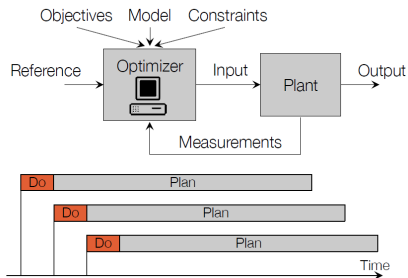 Objectives Model Constraints
Reference Optimizer Input Plant Output
Measurements
Do Plan
Do Plan
Do Plan
Time